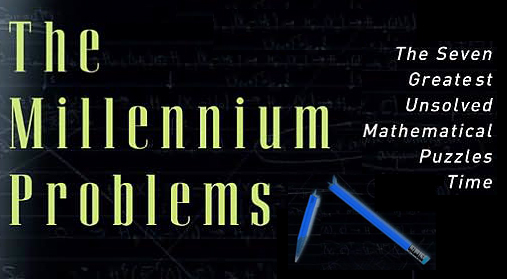 The
Millennium
Problems
The Seven
Greatest
Unsolved
Mathematical
Puzzles
Time